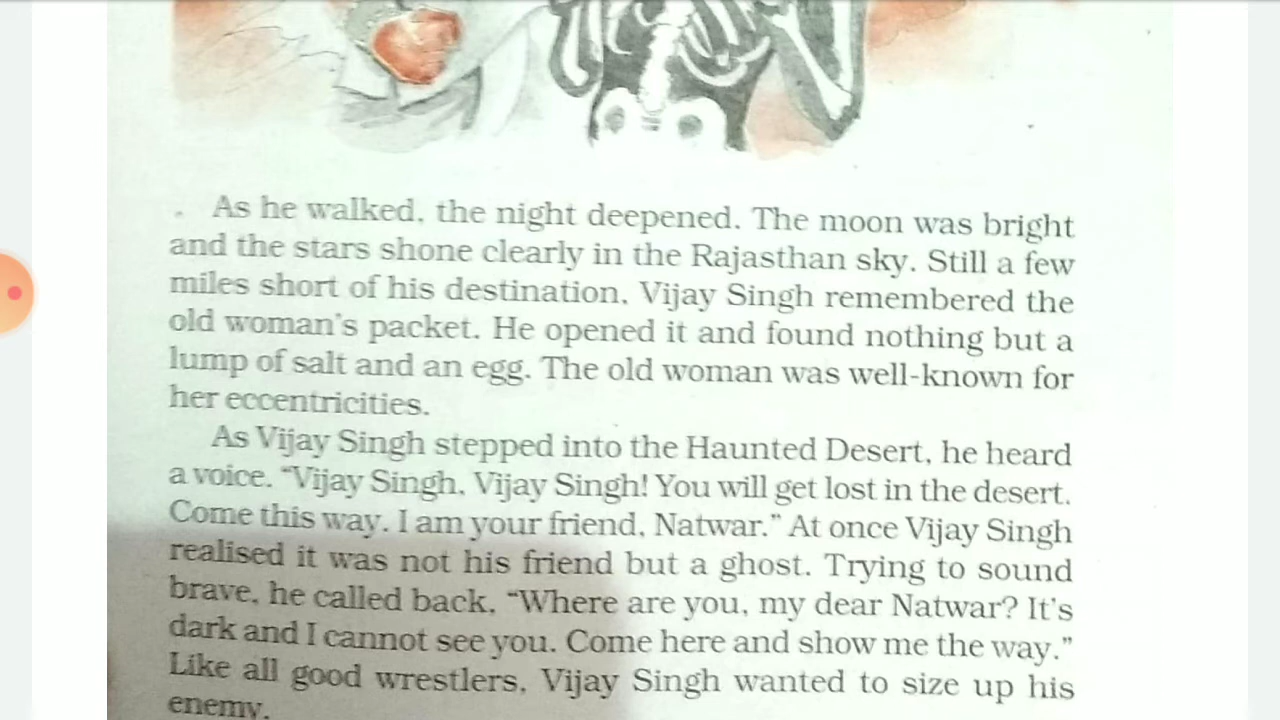 As he walked, the night deepened. The moon was bright
and the stars shone clearly in the Rajasthan sky. Still a few
miles short of his destination, Vijay Singh remembered the
old woman's packet. He opened it and found nothing but a
lump of salt and an egg. The old woman was well-known for
her eccentricities.
As Vijay Singh stepped into the Haunted Desert, he heard
a voice. “Vijay Singh, Vijay Singh! You will get lost in the desert.
Come this way. I am your friend, Natwar.” At once Vijay Singh
realised it was not his friend but a ghost. Trying to sound
brave, he called back, “Where are you, my dear Natwar? It's
dark and I cannot see you. Come here and show me the way.”
Like all good wrestlers, Vijay Singh wanted to size up his
enemy.